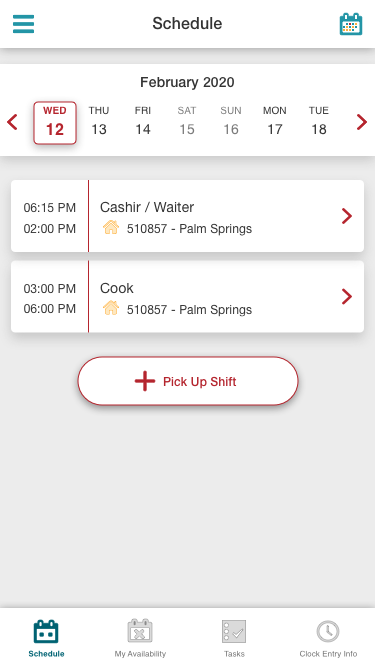 Schedule
February 2020
WED THU FRI SAT SUN MON TUE
12 13 14 15 16 17 18
06:15 PM Cashir / Waiter
02:00 PM 510857 - Palm Springs
03:00 PM Cook
06:00 PM 510857 - Palm Springs
Pick Up Shift
Schedule My Availability Tasks Clock Entry Info